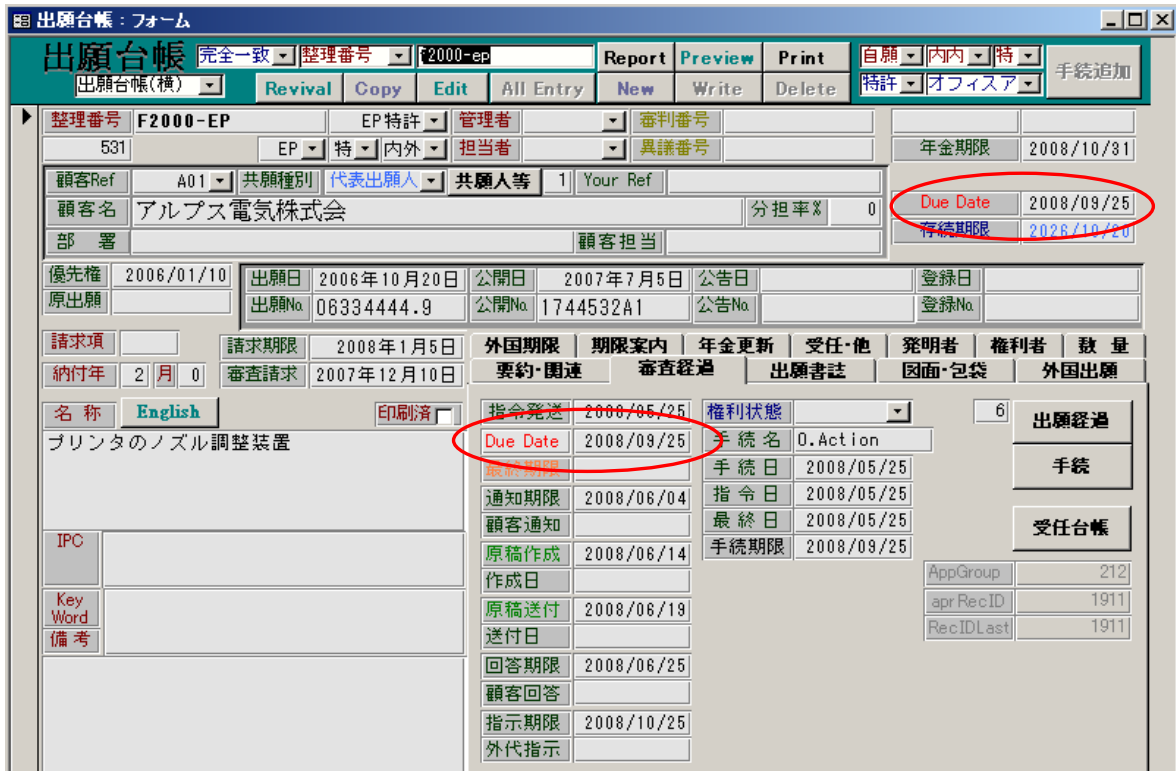 出願台帳：フォーム
出願台帳 完全一致 整理番号 f2000-ep Report Preview Print 自願 内内 特 手続追加
出願台帳(横) Revival Copy Edit All Entry New Write Delete 特許 オフィスア
整理番号 F2000-EP EP特許 管理者 審判番号
531 EP 特 内外 担当者 異議番号 年金期限 2008/10/31
顧客Ref A01 共願種別 代表出願人 共願人等 1 Your Ref
顧客名 アルプス電気株式会 分担率% 0 Due Date 2008/09/25
部 署 顧客担当 存続期限 2026/10/20
優先権 2006/01/10 出願日 2006年10月20日 公開日 2007年7月5日 公告日 登録日
原出願 出願No. 06334444.9 公開No. 1744532A1 公告No. 登録No.
請求項 請求期限 2008年1月5日 外国期限 期限案内 年金更新 受任・他 発明者 権利者 数 量
納付年 2 月 0 審査請求 2007年12月10日 要約・関連 審査経過 出願書誌 図面・包袋 外国出願
名 称 English 印刷済 指令発送 2008/05/25 権利状態 6 出願経過
プリンタのノズル調整装置 Due Date 2008/09/25 手 続 名 O.Action
最終期限 手 続 日 2008/05/25 手続
通知期限 2008/06/04 指 令 日 2008/05/25
顧客通知 最 終 日 2008/05/25 受任台帳
IPC 原稿作成 2008/06/14 手続期限 2008/09/25
作成日 AppGroup 212
Key Word 原稿送付 2008/06/19 aprRecID 1911
備 考 送付日 RecIDLast 1911
回答期限 2008/06/25
顧客回答
指示期限 2008/10/25
外代指示